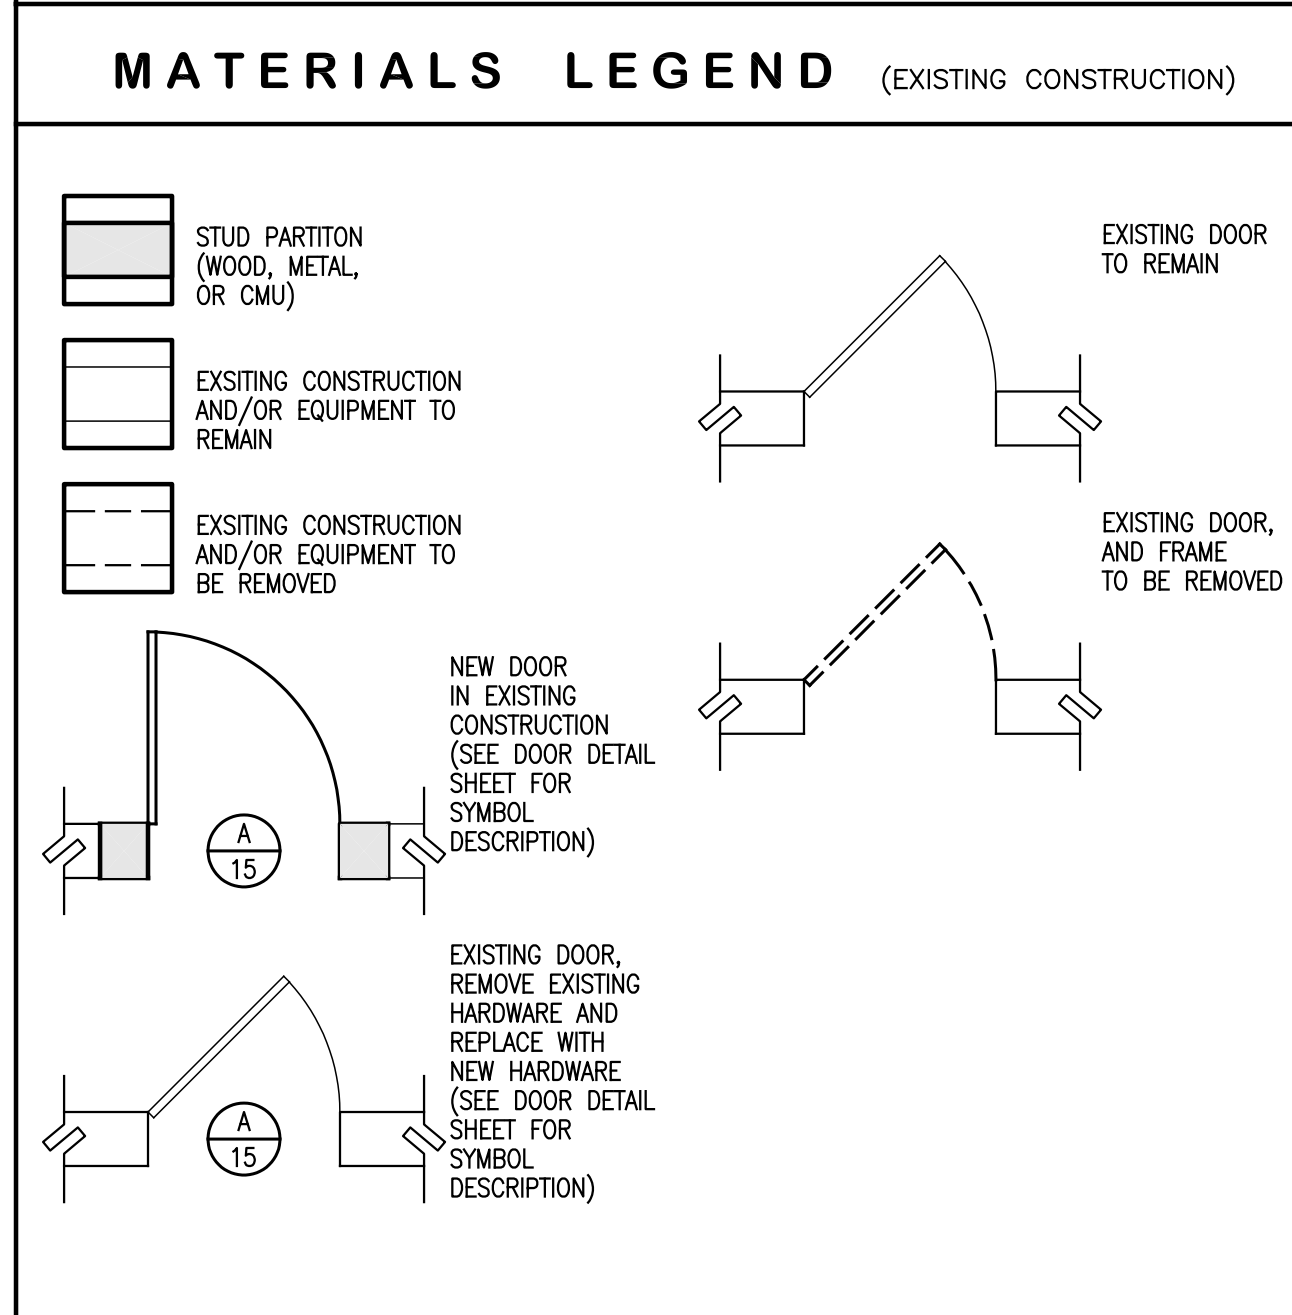 MATERIALS LEGEND (EXISTING CONSTRUCTION)
STUD PARTITON
(WOOD, METAL,
OR CMU)
EXSITING CONSTRUCTION
AND/OR EQUIPMENT TO
REMAIN
EXSITING CONSTRUCTION
AND/OR EQUIPMENT TO
BE REMOVED
NEW DOOR
IN EXISTING
CONSTRUCTION
(SEE DOOR DETAIL
SHEET FOR
SYMBOL
DESCRIPTION)
A
15
EXISTING DOOR,
REMOVE EXISTING
HARDWARE AND
REPLACE WITH
NEW HARDWARE
(SEE DOOR DETAIL
SHEET FOR
SYMBOL
DESCRIPTION)
A
15
EXISTING DOOR
TO REMAIN
EXISTING DOOR,
AND FRAME
TO BE REMOVED